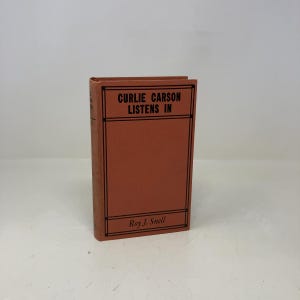 CURLIE CARSON
LISTENS IN
Roy J. Snell